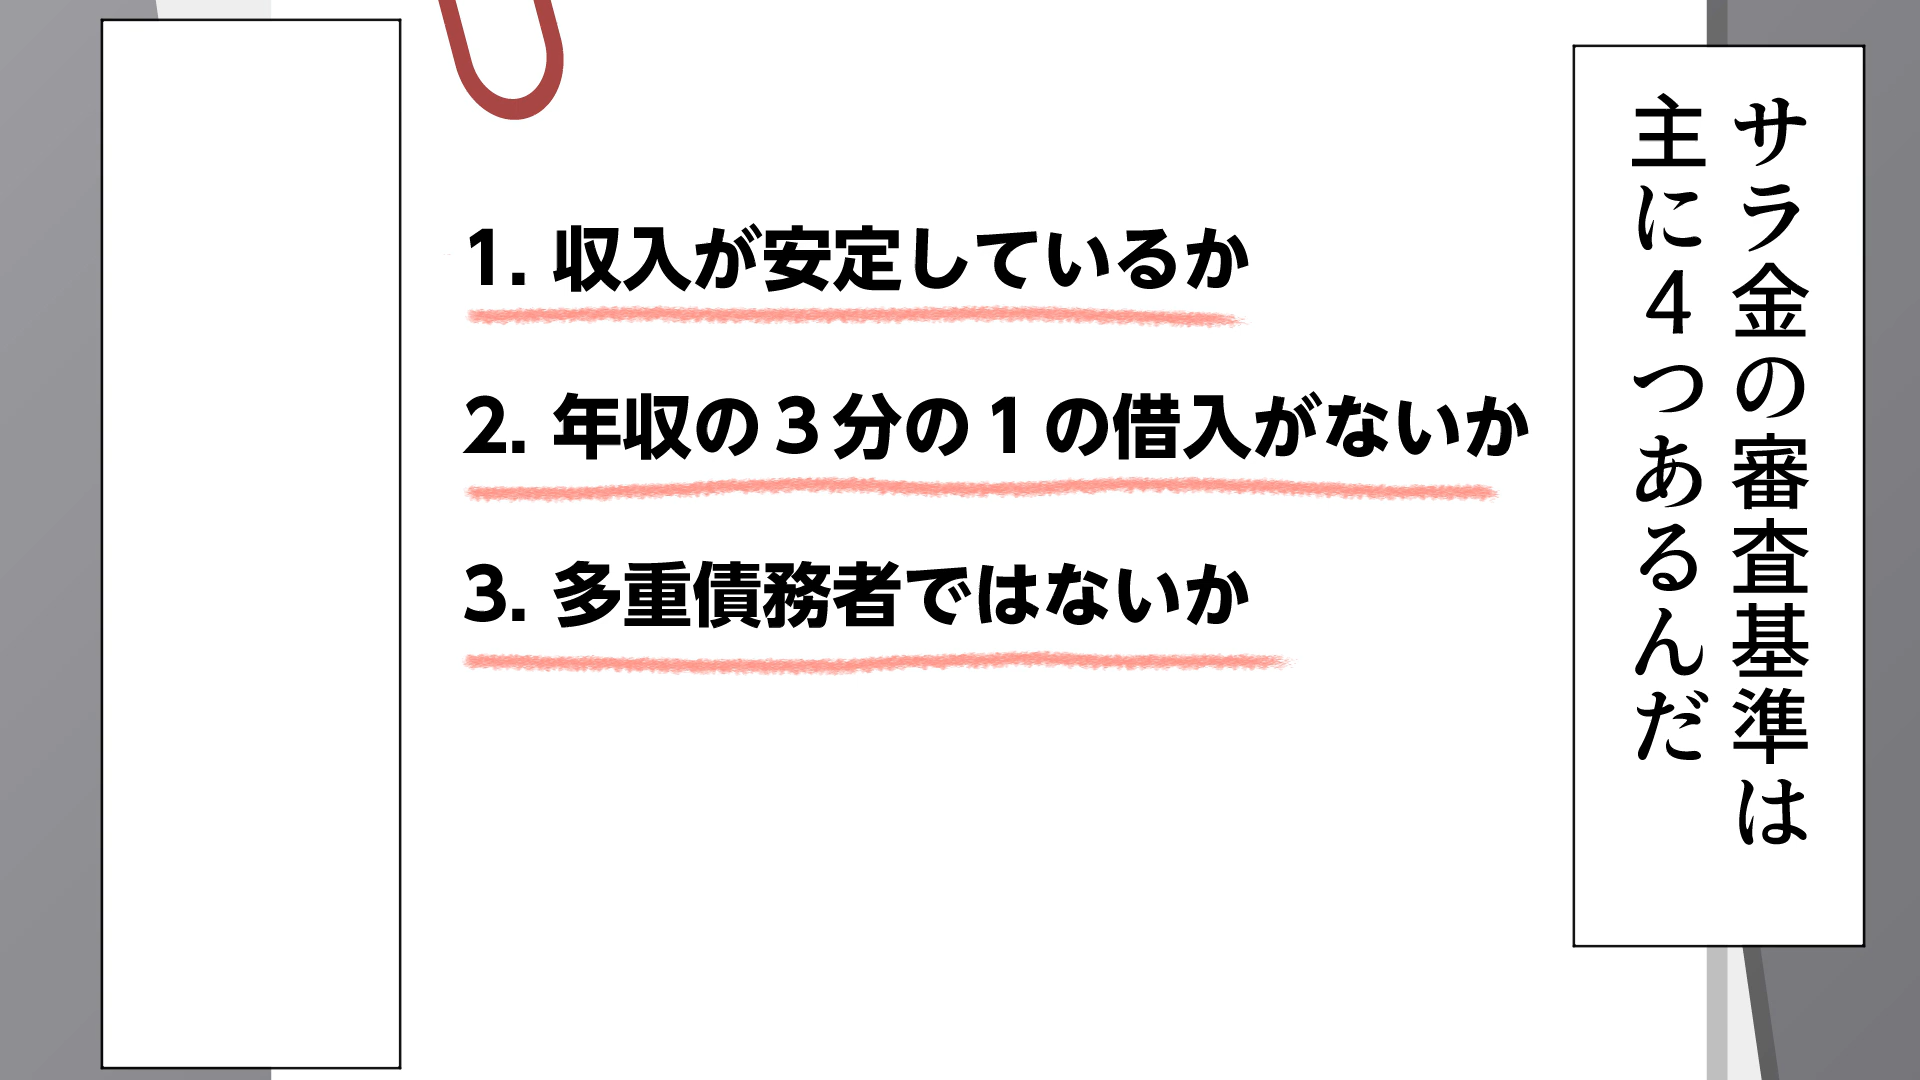 サラ金の審査基準は
主に４つあるんだ
1. 収入が安定しているか
2. 年収の３分の１の借入がないか
3. 多重債務者ではないか